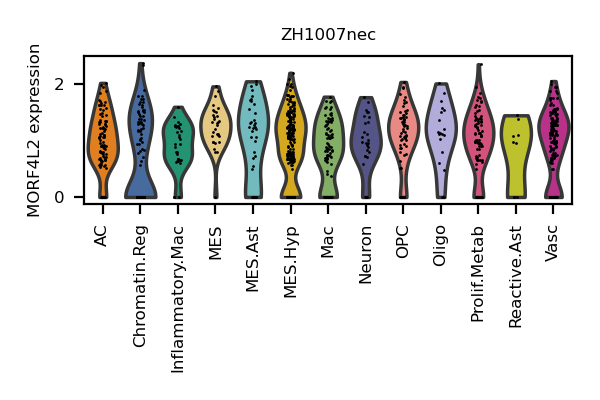 ZH1007nec
MORF4L2 expression
2
0
AC
Chromatin.Reg
Inflammatory.Mac
MES
MES.Ast
MES.Hyp
Mac
Neuron
OPC
Oligo
Prolif.Metab
Reactive.Ast
Vasc